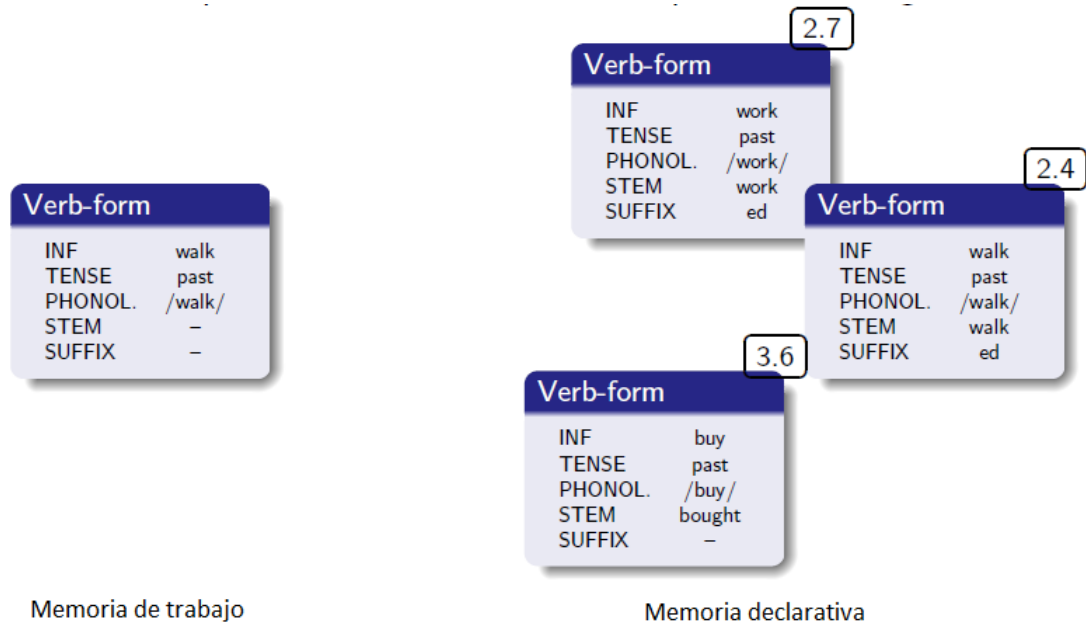 Verb-form
INF walk
TENSE past
PHONOL. /walk/
STEM –
SUFFIX –
Memoria de trabajo
2.7
Verb-form
INF work
TENSE past
PHONOL. /work/
STEM work
SUFFIX ed
2.4
Verb-form
INF walk
TENSE past
PHONOL. /walk/
STEM walk
SUFFIX ed
3.6
Verb-form
INF buy
TENSE past
PHONOL. /buy/
STEM bought
SUFFIX –
Memoria declarativa